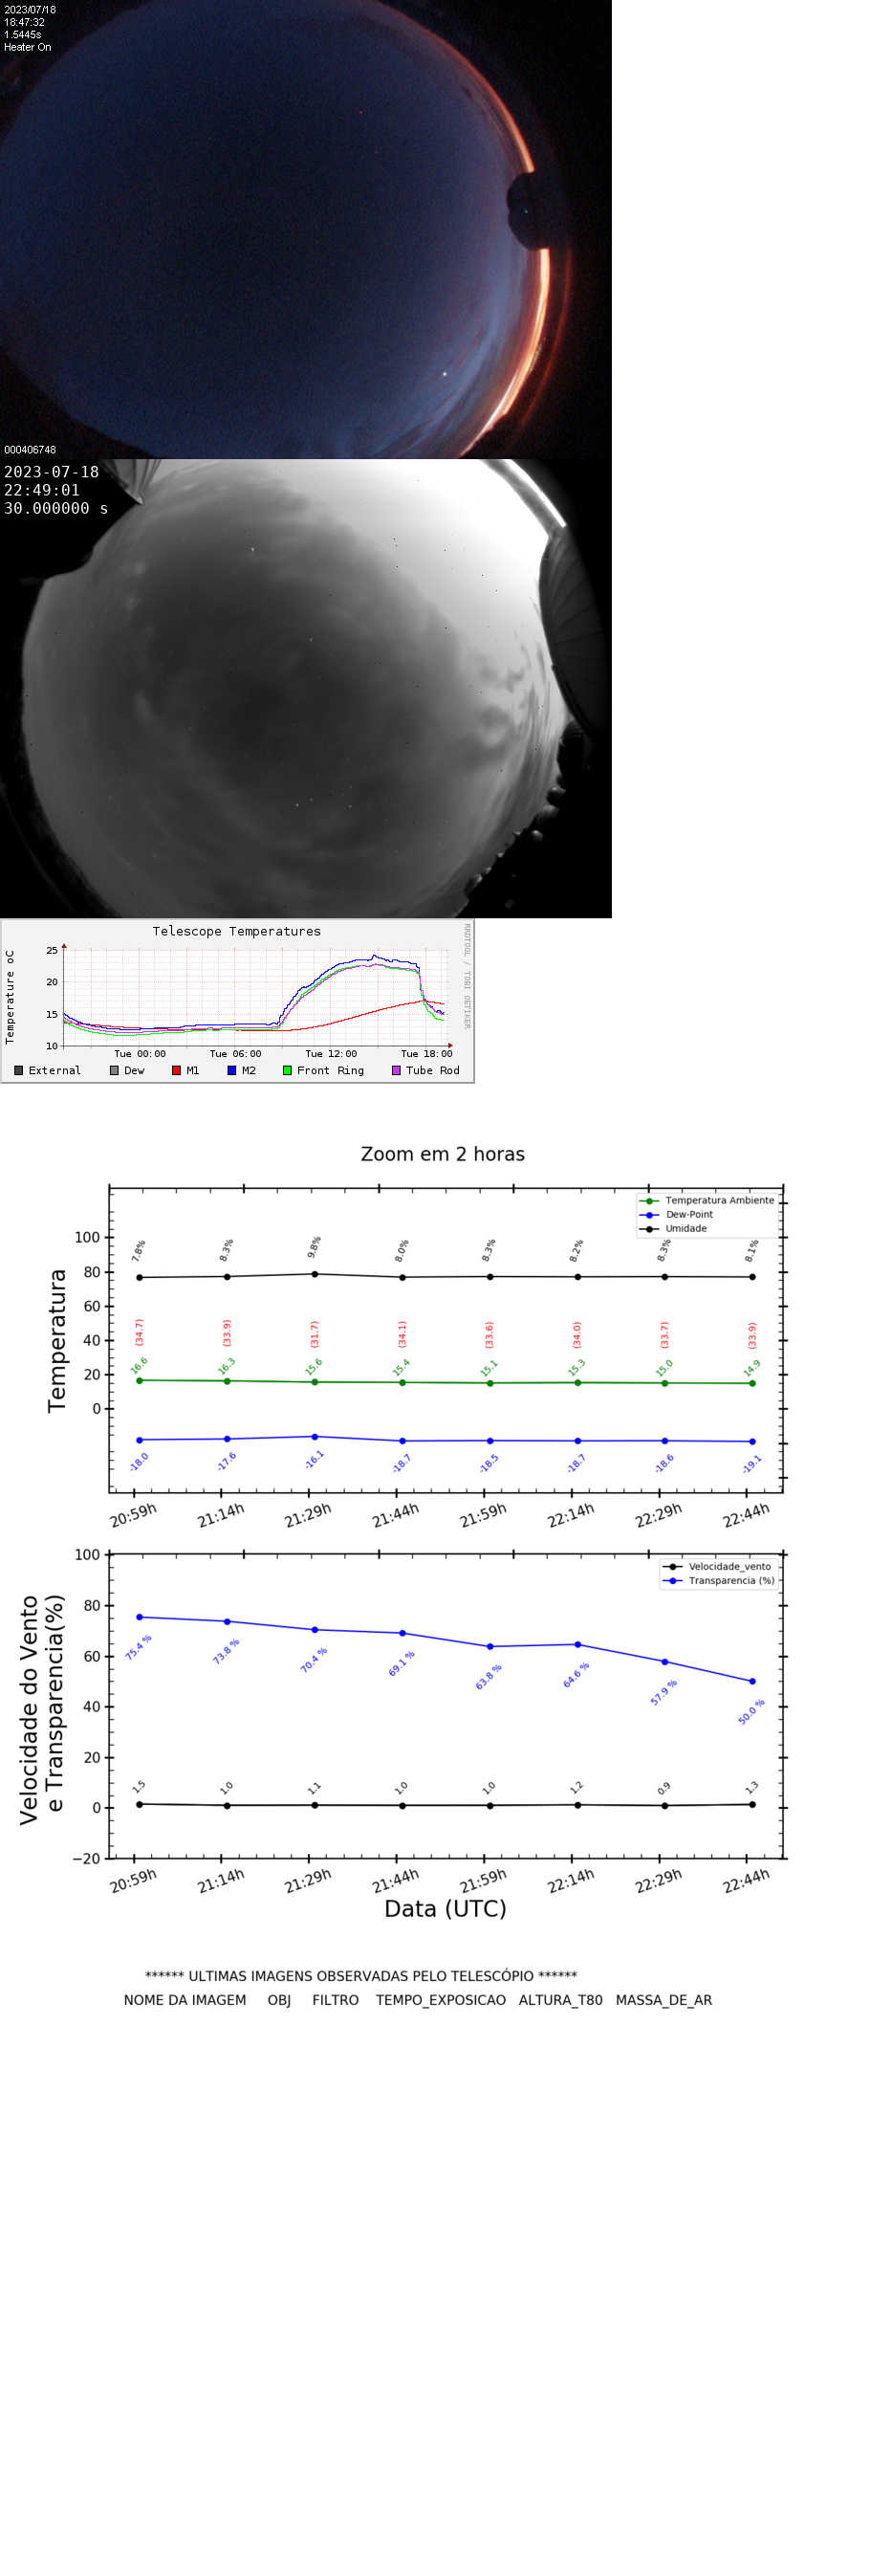 2023/07/18
18:47:32
1.5445s
Heater On
000406748
2023-07-18
22:49:01
30.000000 s
Telescope Temperatures
RRDTOOL / TOBI OETIKER
Temperature oC
25
20
15
10
Tue 00:00 Tue 06:00 Tue 12:00 Tue 18:00
External Dew M1 M2 Front Ring Tube Rod
Zoom em 2 horas
Temperatura
Temperatura Ambiente
Dew-Point
Umidade
100
80
60
40
20
0
7.8% 8.3% 9.8% 8.0% 8.3% 8.2% 8.3% 8.1%
(34.7) (33.9) (31.7) (34.1) (33.6) (34.0) (33.7) (33.9)
16.6 16.3 15.6 15.4 15.1 15.3 15.0 14.9
-18.0 -17.6 -16.1 -18.7 -18.5 -18.7 -18.6 -19.1
20:59h 21:14h 21:29h 21:44h 21:59h 22:14h 22:29h 22:44h
Velocidade do Vento
e Transparencia(%)
Velocidade_vento
Transparencia (%)
100
80
60
40
20
0
−20
75.4 % 73.8 % 70.4 % 69.1 % 63.8 % 64.6 % 57.9 % 50.0 %
1.5 1.0 1.1 1.0 1.0 1.2 0.9 1.3
20:59h 21:14h 21:29h 21:44h 21:59h 22:14h 22:29h 22:44h
Data (UTC)
****** ULTIMAS IMAGENS OBSERVADAS PELO TELESCÓPIO ******
NOME DA IMAGEM OBJ FILTRO TEMPO_EXPOSICAO ALTURA_T80 MASSA_DE_AR